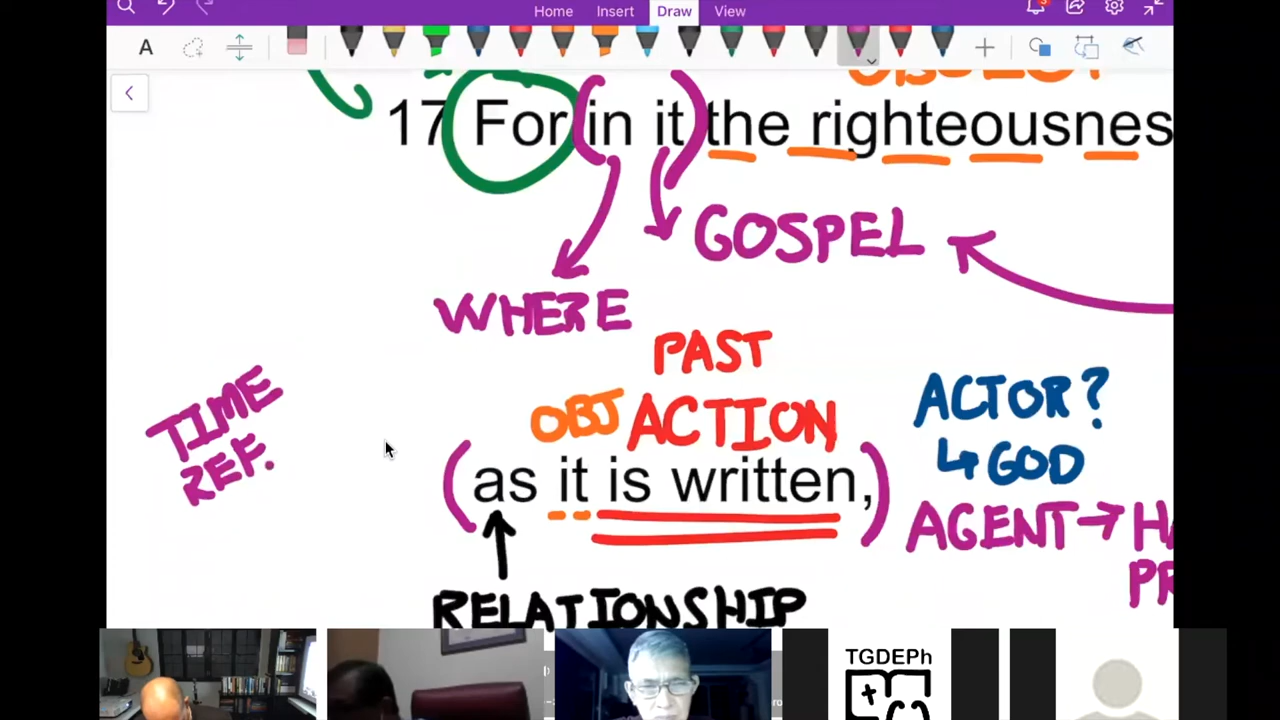 Home Insert Draw View
A
17 For (in it) the righteousnes
GOSPEL
WHERE
PAST
TIME
REF.
OBJ ACTION
ACTOR?
GOD
(as it is written,)
AGENT → HA
PR
RELATIONSHIP
TGDEPh